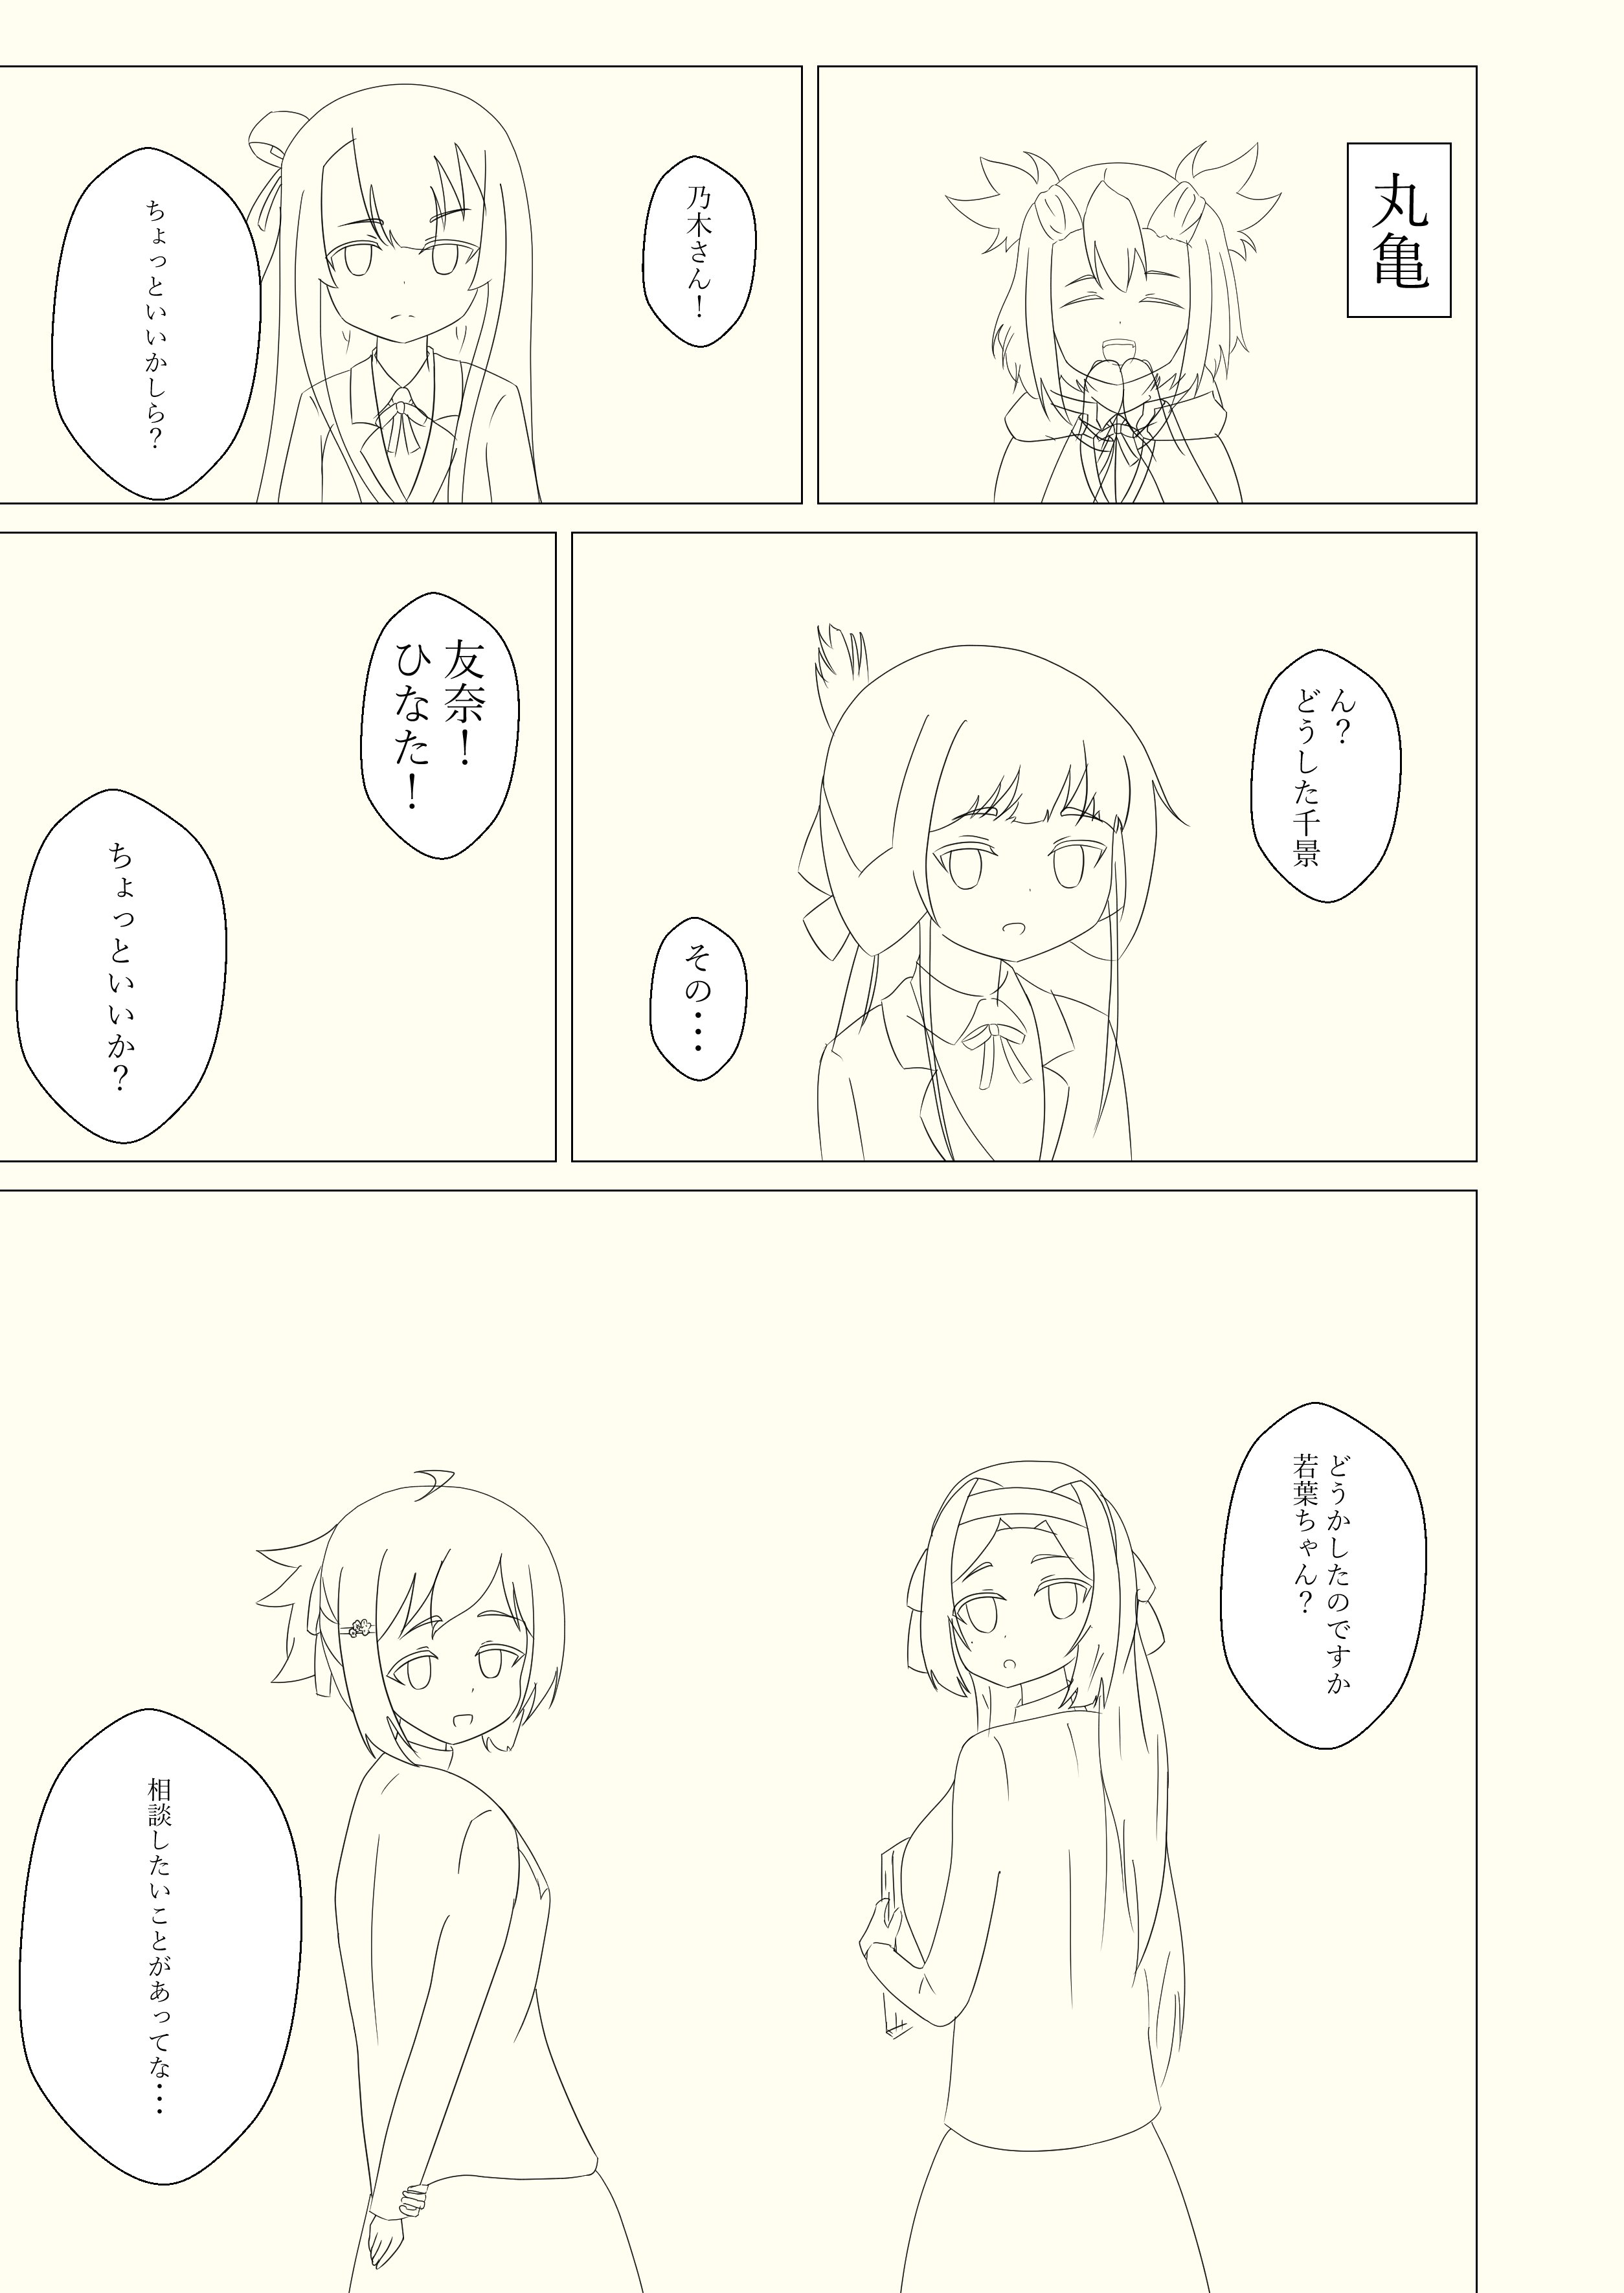 丸亀
乃木さん！
ちょっといいかしら？
ん？
どうした千景
その・・・
友奈！
ひなた！
ちょっといいか？
どうかしたのですか
若葉ちゃん？
相談したいことがあってな・・・